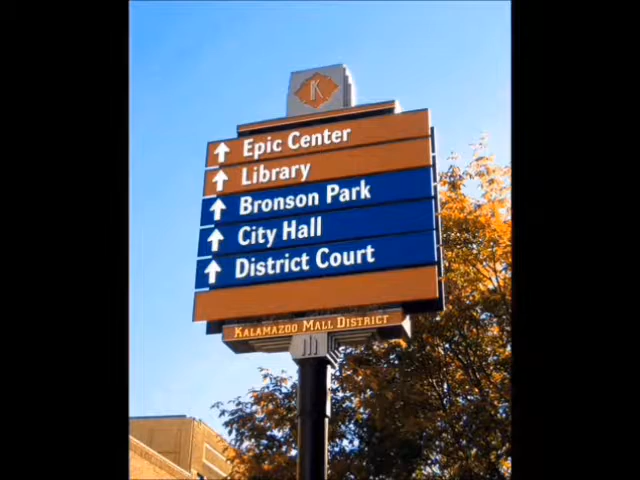 K
Epic Center
Library
Bronson Park
City Hall
District Court
Kalamazoo Mall District